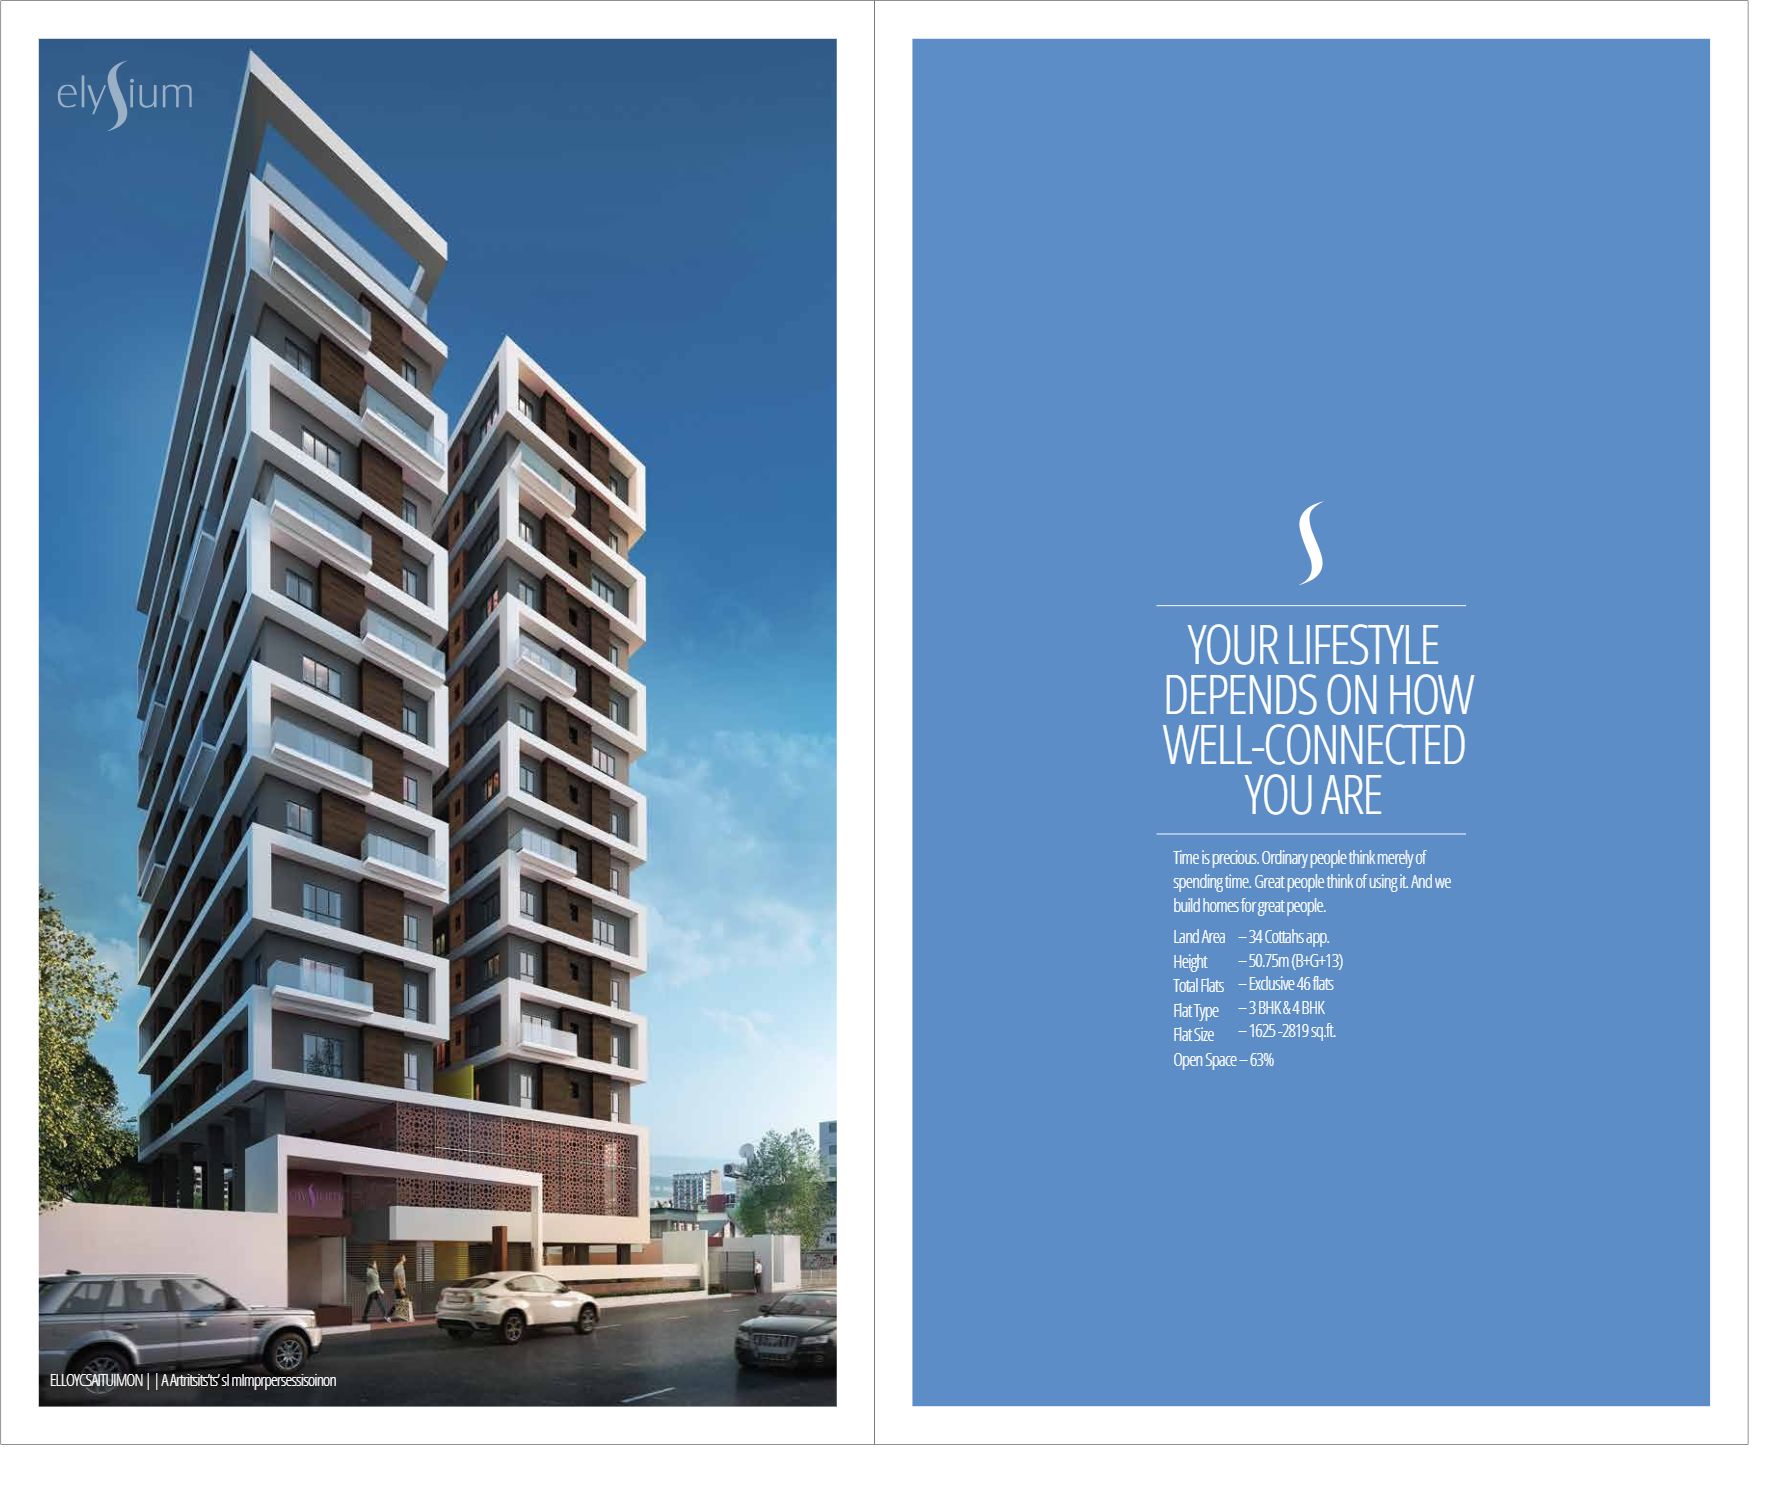 elysium
elysium
ELLOYCSAITUIMON | | A Artritsits'ts' sI mImprpersessisoinon
YOUR LIFESTYLE
DEPENDS ON HOW
WELL-CONNECTED
YOU ARE
Time is precious. Ordinary people think merely of
spending time. Great people think of using it. And we
build homes for great people.
Land Area – 34 Cottahs app.
Height – 50.75m (B+G+13)
Total Flats – Exclusive 46 flats
Flat Type – 3 BHK & 4 BHK
Flat Size – 1625 -2819 sq.ft.
Open Space – 63%